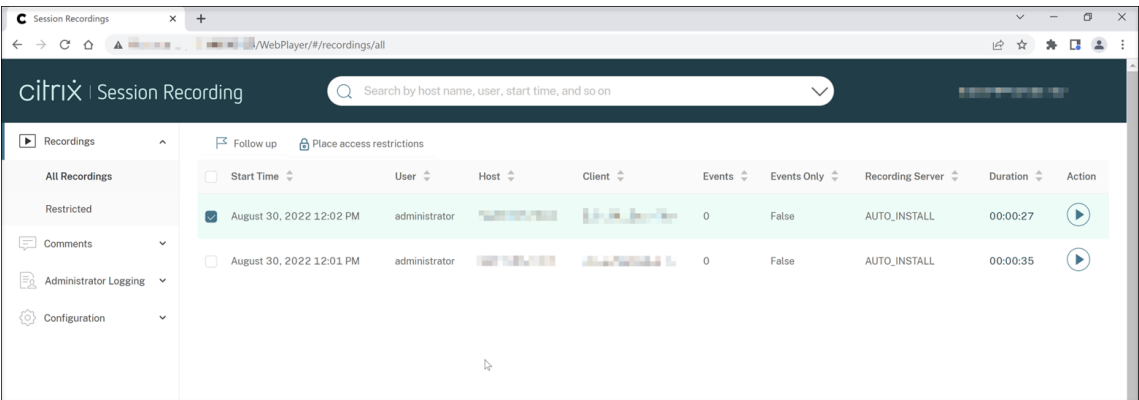 Session Recordings
/WebPlayer/#/recordings/all
citrix | Session Recording
Search by host name, user, start time, and so on
Recordings
All Recordings
Restricted
Comments
Administrator Logging
Configuration
Follow up Place access restrictions
Start Time User Host Client Events Events Only Recording Server Duration Action
August 30, 2022 12:02 PM administrator 0 False AUTO_INSTALL 00:00:27
August 30, 2022 12:01 PM administrator 0 False AUTO_INSTALL 00:00:35